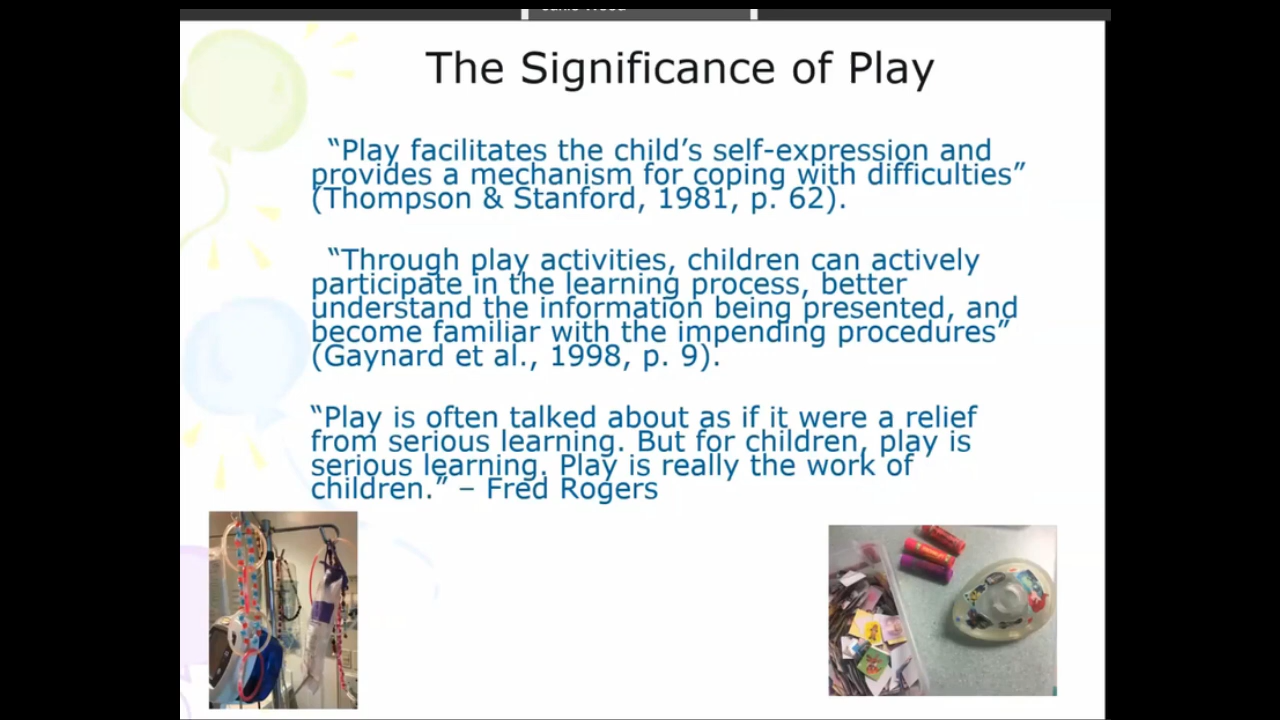 The Significance of Play
“Play facilitates the child’s self-expression and
provides a mechanism for coping with difficulties”
(Thompson & Stanford, 1981, p. 62).
“Through play activities, children can actively
participate in the learning process, better
understand the information being presented, and
become familiar with the impending procedures”
(Gaynard et al., 1998, p. 9).
“Play is often talked about as if it were a relief
from serious learning. But for children, play is
serious learning. Play is really the work of
children.” – Fred Rogers